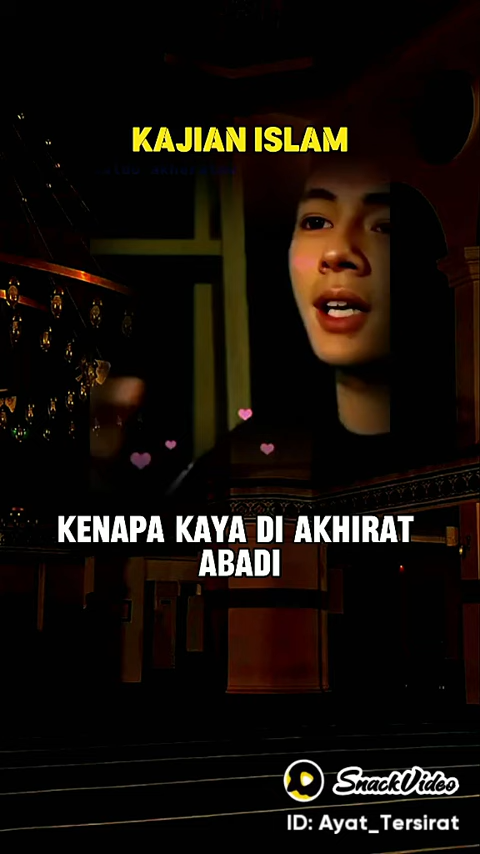 KAJIAN ISLAM
KENAPA KAYA DI AKHIRAT
ABADI
SnackVideo
ID: Ayat_Tersirat